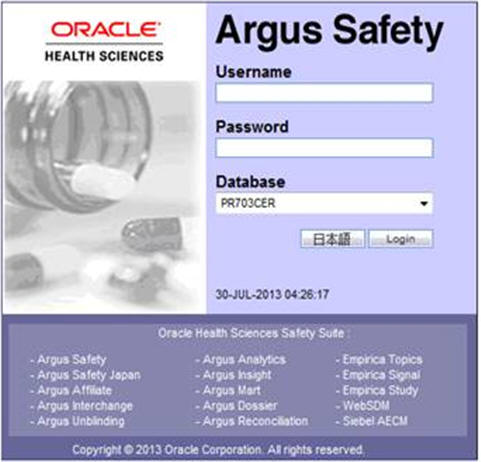 ORACLE®
HEALTH SCIENCES
Argus Safety
Username
Password
Database
PR703CER
日本語 Login
30-JUL-2013 04:26:17
Oracle Health Sciences Safety Suite :
- Argus Safety - Argus Analytics - Empirica Topics
- Argus Safety Japan - Argus Insight - Empirica Signal
- Argus Affiliate - Argus Mart - Empirica Study
- Argus Interchange - Argus Dossier - WebSDM
- Argus Unblinding - Argus Reconciliation - Siebel AECM
Copyright © 2013 Oracle Corporation. All rights reserved.